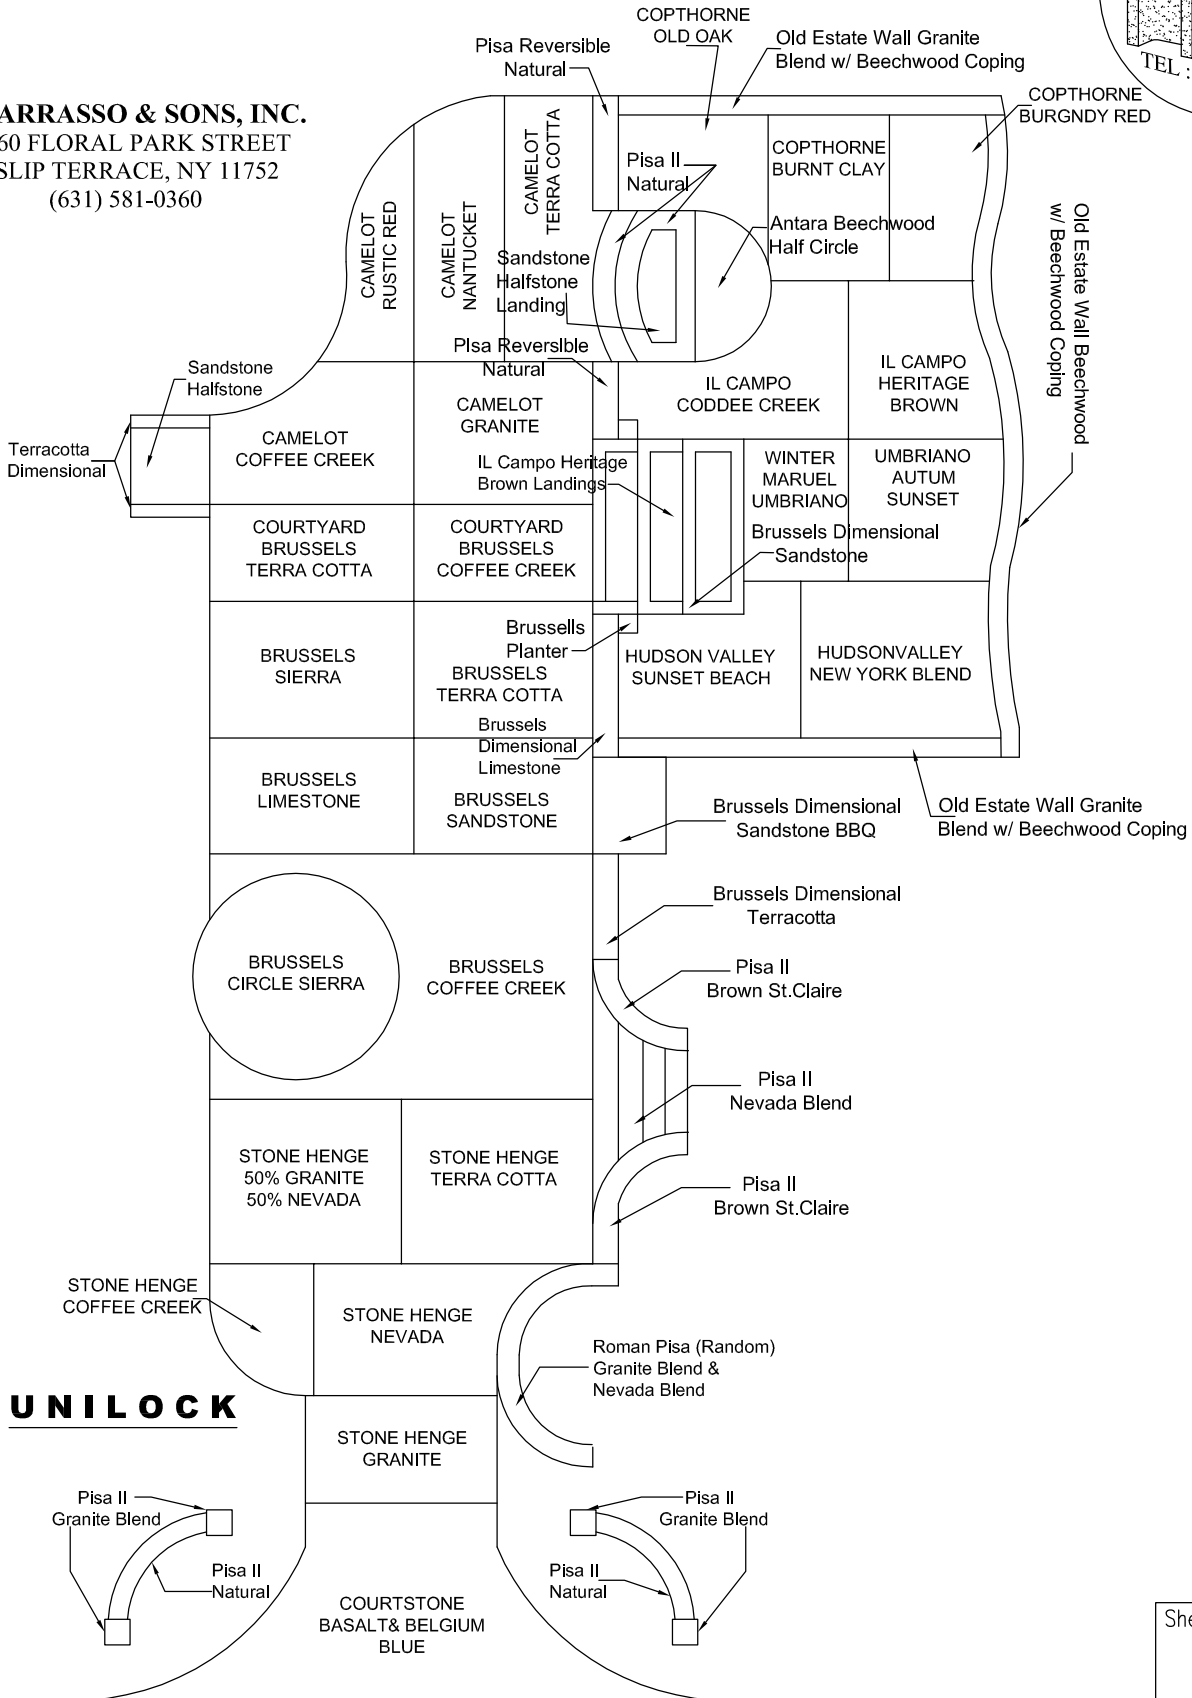 COPTHORNE
OLD OAK
Pisa Reversible
Natural
Old Estate Wall Granite
Blend w/ Beechwood Coping
TEL :
COPTHORNE
BURGNDY RED
ARRASSO & SONS, INC.
60 FLORAL PARK STREET
SLIP TERRACE, NY 11752
(631) 581-0360
CAMELOT
RUSTIC RED
CAMELOT
NANTUCKET
CAMELOT
TERRA COTTA
Pisa II
Natural
COPTHORNE
BURNT CLAY
Antara Beechwood
Half Circle
Old Estate Wall Beechwood
w/ Beechwood Coping
Sandstone
Halfstone
Landing
Pisa Reversible
Natural
Sandstone
Halfstone
Terracotta
Dimensional
CAMELOT
COFFEE CREEK
CAMELOT
GRANITE
IL CAMPO
CODDEE CREEK
IL CAMPO
HERITAGE
BROWN
IL Campo Heritage
Brown Landings
WINTER
MARUEL
UMBRIANO
UMBRIANO
AUTUM
SUNSET
COURTYARD
BRUSSELS
TERRA COTTA
COURTYARD
BRUSSELS
COFFEE CREEK
Brussels Dimensional
Sandstone
BRUSSELS
SIERRA
BRUSSELS
TERRA COTTA
Brussells
Planter
HUDSON VALLEY
SUNSET BEACH
HUDSONVALLEY
NEW YORK BLEND
Brussels
Dimensional
Limestone
BRUSSELS
LIMESTONE
BRUSSELS
SANDSTONE
Brussels Dimensional
Sandstone BBQ
Old Estate Wall Granite
Blend w/ Beechwood Coping
Brussels Dimensional
Terracotta
BRUSSELS
CIRCLE SIERRA
BRUSSELS
COFFEE CREEK
Pisa II
Brown St.Claire
Pisa II
Nevada Blend
STONE HENGE
50% GRANITE
50% NEVADA
STONE HENGE
TERRA COTTA
Pisa II
Brown St.Claire
STONE HENGE
COFFEE CREEK
STONE HENGE
NEVADA
Roman Pisa (Random)
Granite Blend &
Nevada Blend
UNILOCK
STONE HENGE
GRANITE
Pisa II
Granite Blend
Pisa II
Natural
Pisa II
Granite Blend
Pisa II
Natural
COURTSTONE
BASALT& BELGIUM
BLUE
She